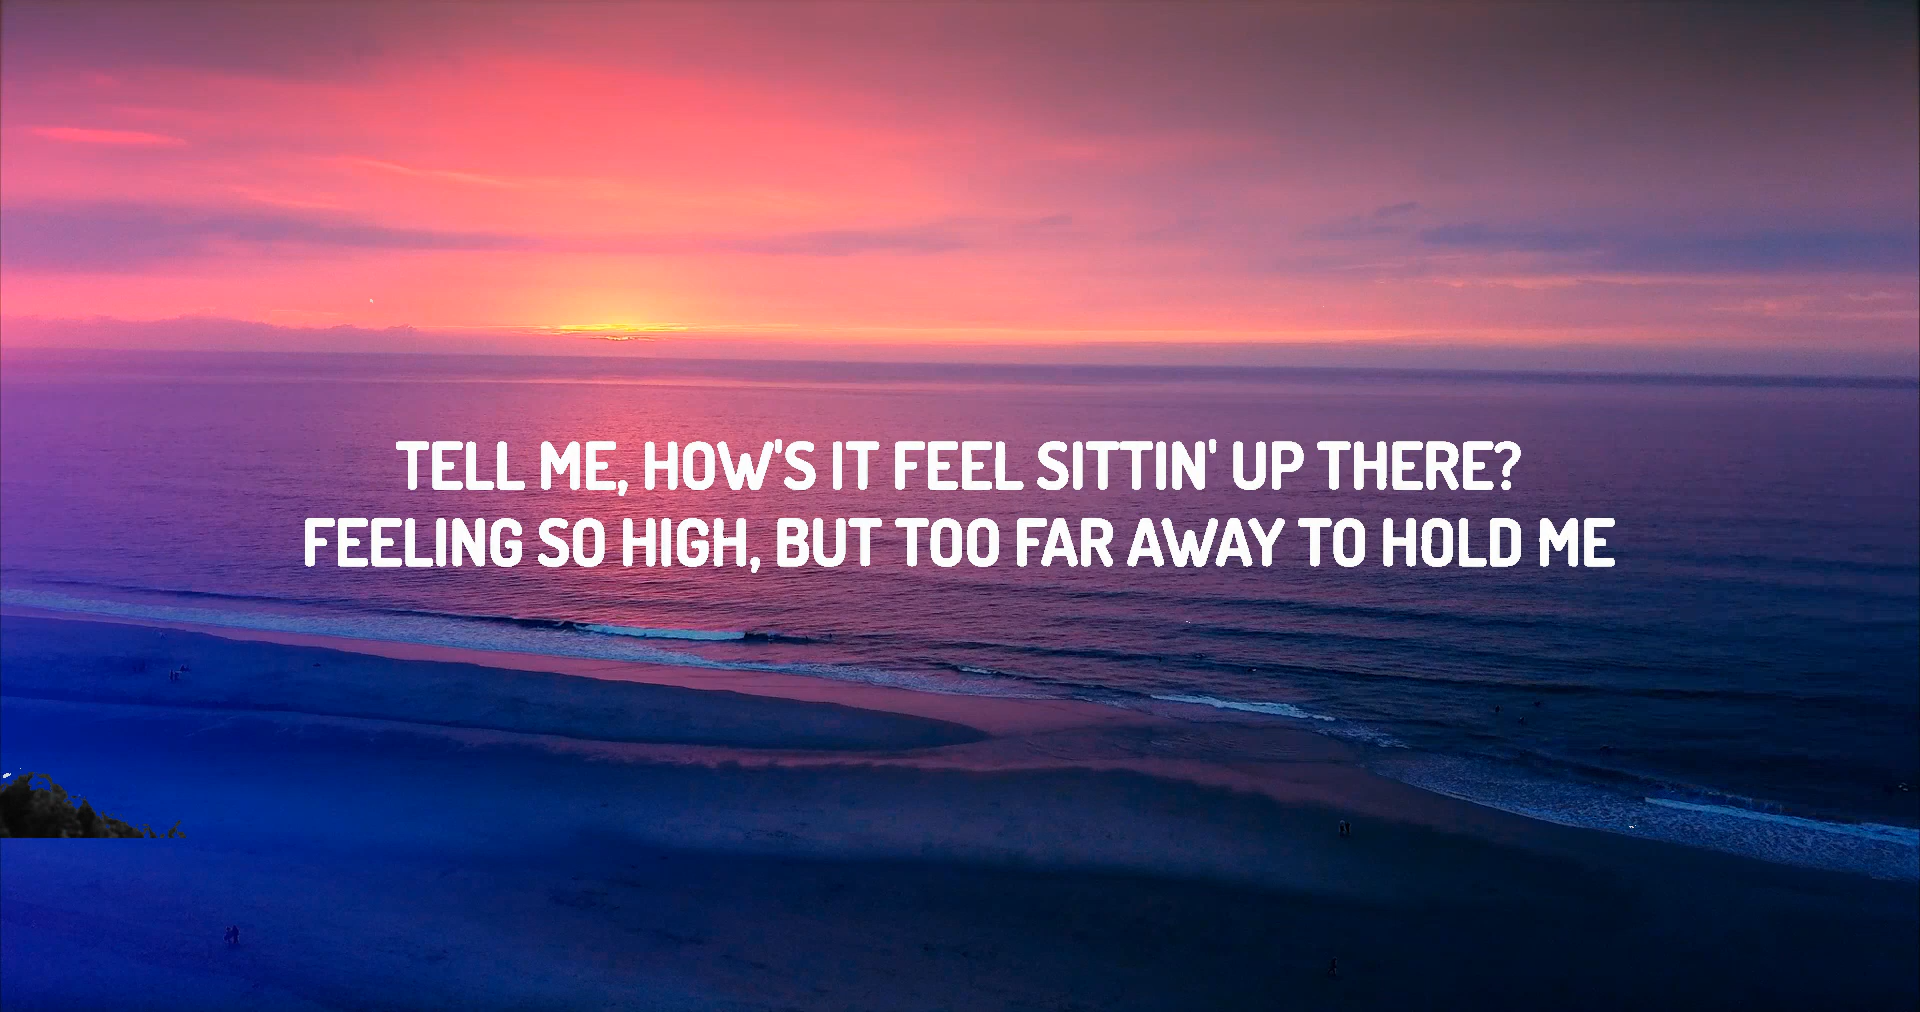 TELL ME, HOW'S IT FEEL SITTIN' UP THERE?
FEELING SO HIGH, BUT TOO FAR AWAY TO HOLD ME